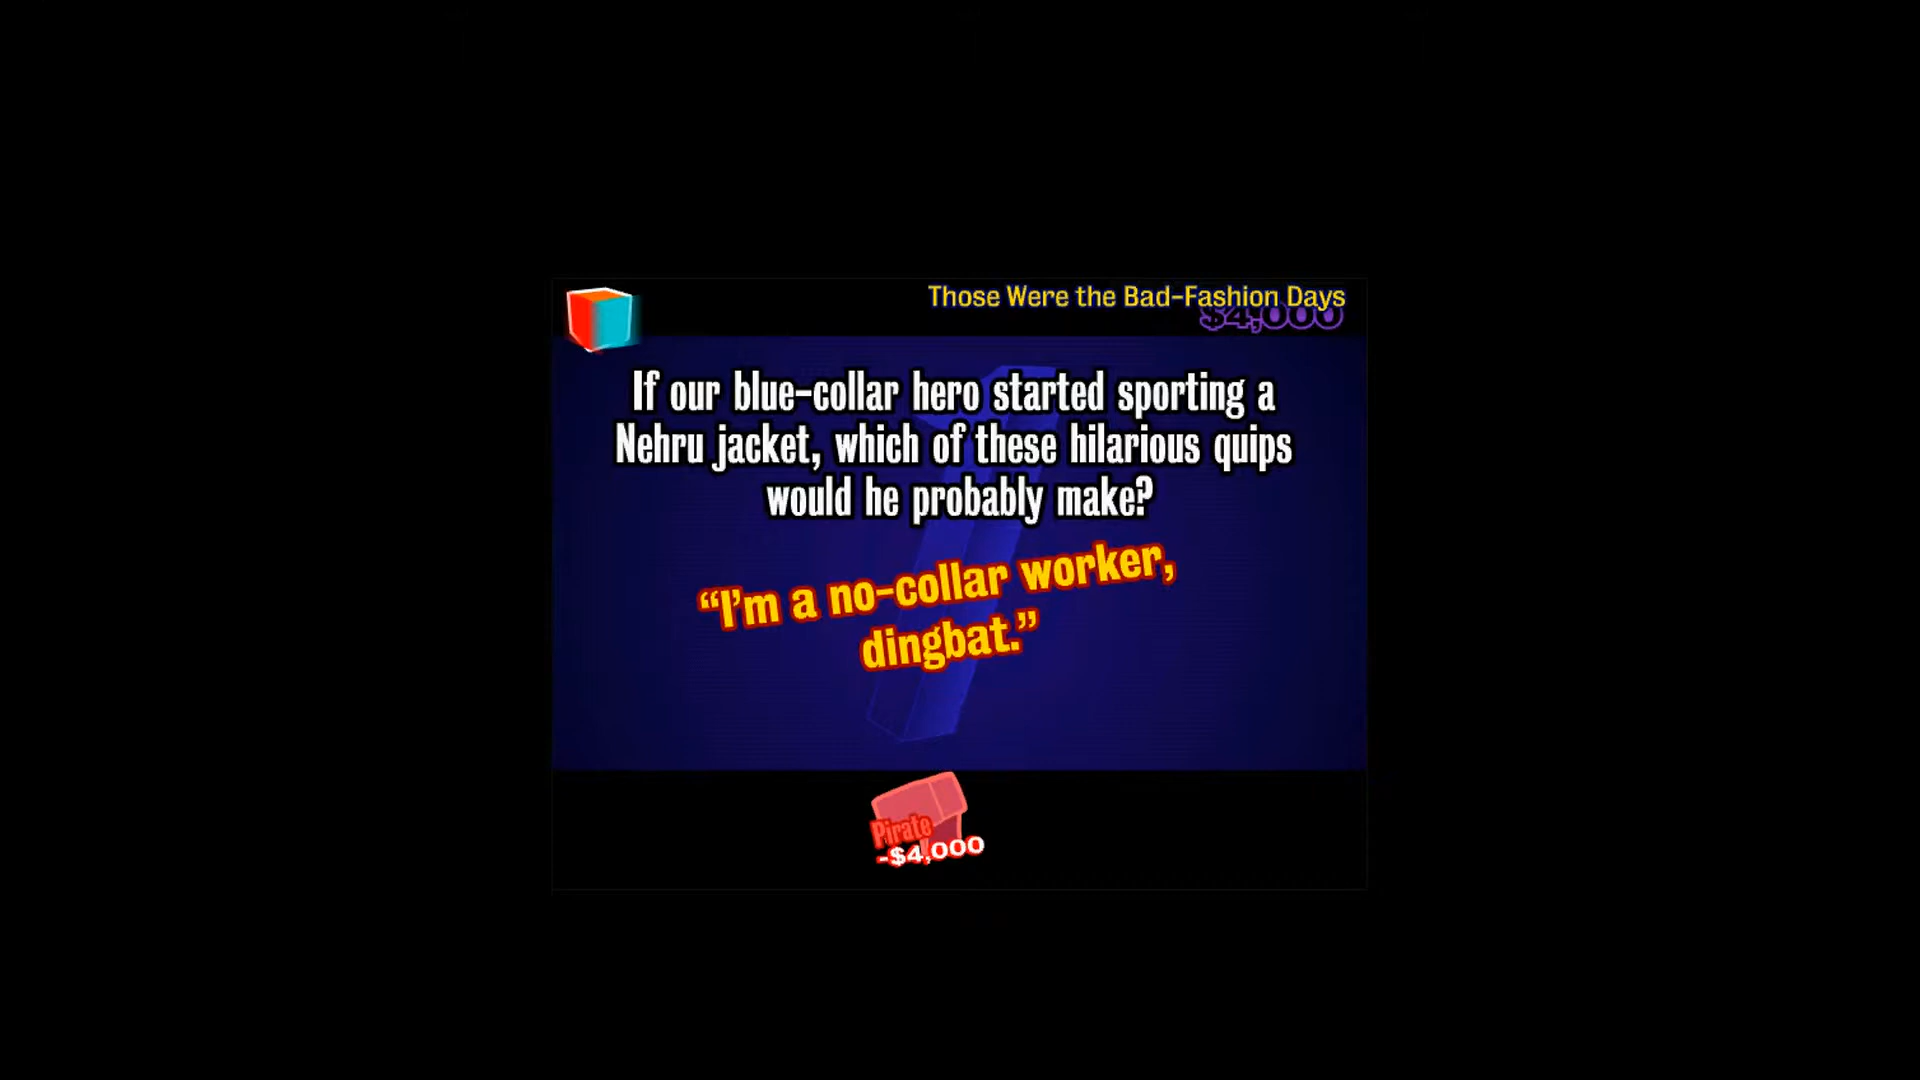 Those Were the Bad-Fashion Days
$4,000
If our blue-collar hero started sporting a
Nehru jacket, which of these hilarious quips
would he probably make?
“I’m a no-collar worker,
dingbat.”
Pirate
-$4,000